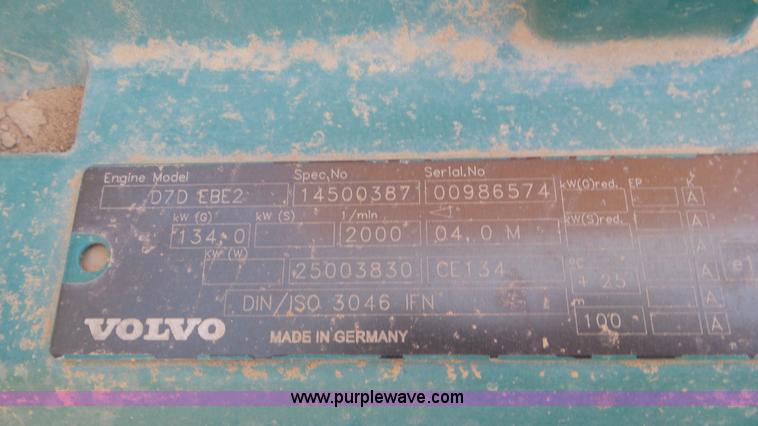 Engine Model Spec.No Serial.No kW(G)red. EP K
D7D EBE2 14500387 00986574 A
kW (G) kW (S) 1/min kW(S)red.
134,0 2000 04,0 M A
kW (W) °C
25003830 CE134 + 25 A e1
DIN/ISO 3046 IFN m A
100 A
VOLVO MADE IN GERMANY
www.purplewave.com